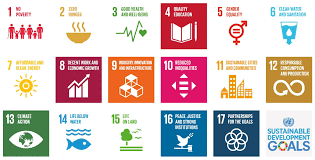 1 NO
POVERTY
2 ZERO
HUNGER
3 GOOD HEALTH
AND WELL-BEING
4 QUALITY
EDUCATION
5 GENDER
EQUALITY
6 CLEAN WATER
AND SANITATION
7 AFFORDABLE AND
CLEAN ENERGY
8 DECENT WORK AND
ECONOMIC GROWTH
9 INDUSTRY, INNOVATION
AND INFRASTRUCTURE
10 REDUCED
INEQUALITIES
11 SUSTAINABLE CITIES
AND COMMUNITIES
12 RESPONSIBLE
CONSUMPTION
AND PRODUCTION
13 CLIMATE
ACTION
14 LIFE BELOW
WATER
15 LIFE
ON LAND
16 PEACE, JUSTICE
AND STRONG
INSTITUTIONS
17 PARTNERSHIPS
FOR THE GOALS
SUSTAINABLE
DEVELOPMENT
GOALS